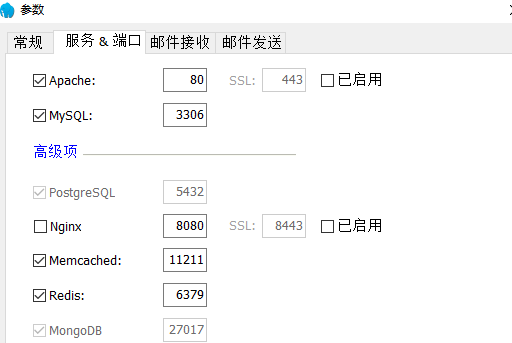 参数
常规 服务 & 端口 邮件接收 邮件发送
Apache: 80 SSL: 443 已启用
MySQL: 3306
高级项
PostgreSQL 5432
Nginx 8080 SSL: 8443 已启用
Memcached: 11211
Redis: 6379
MongoDB 27017